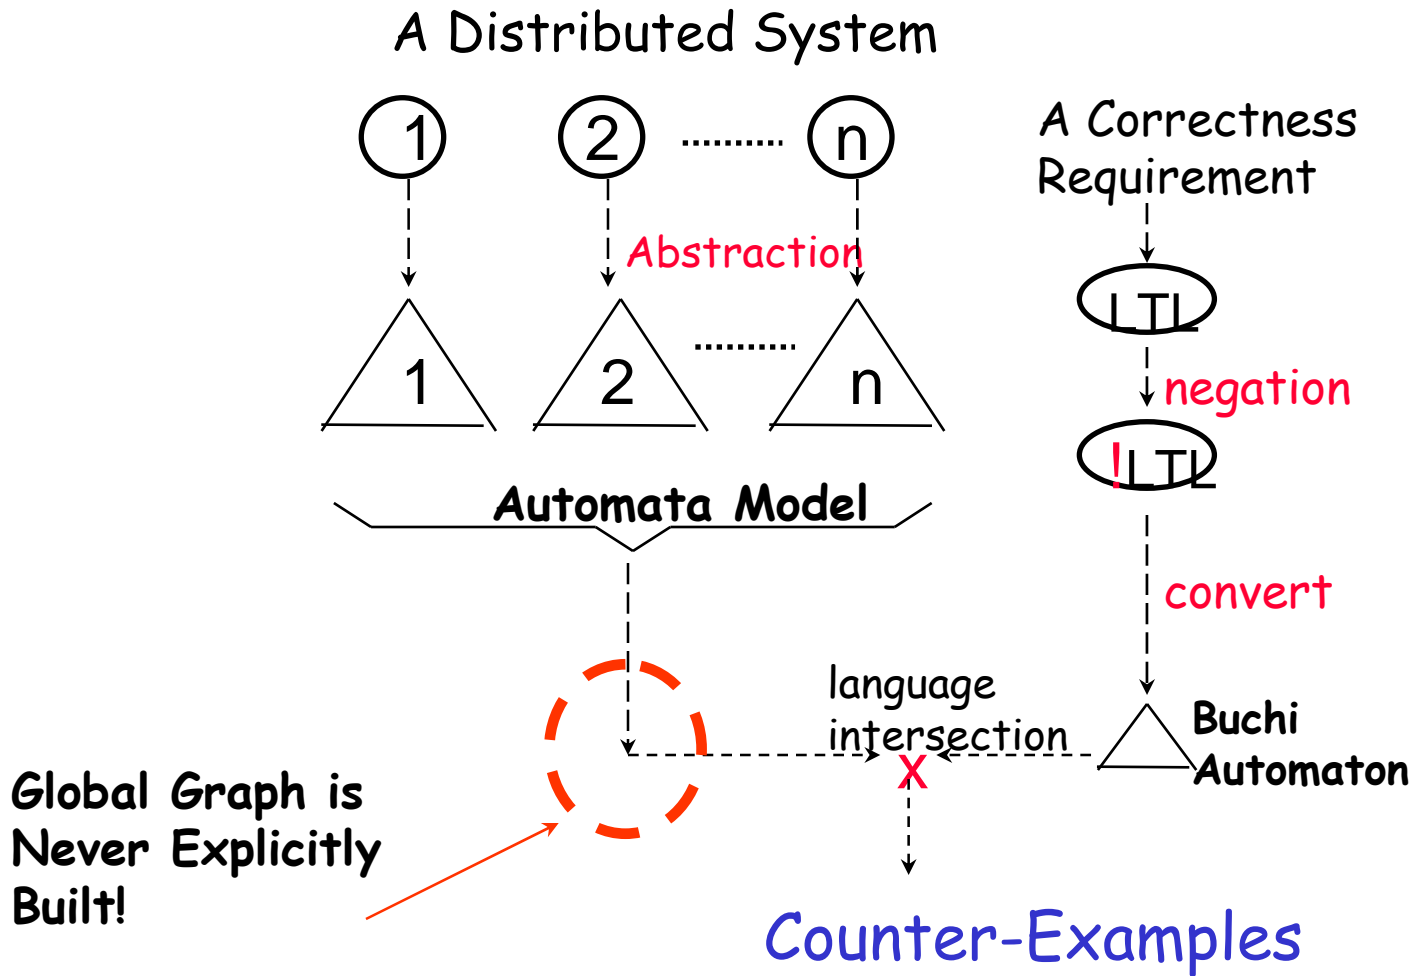 A Distributed System
1
2
n
A Correctness
Requirement
Abstraction
LTL
1
2
n
negation
!LTL
Automata Model
convert
language
intersection
x
Buchi
Automaton
Global Graph is
Never Explicitly
Built!
Counter-Examples